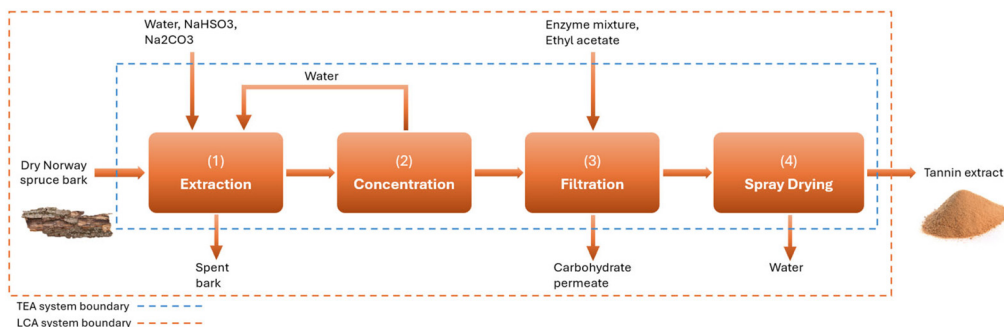 Water, NaHSO3,
Na2CO3
Enzyme mixture,
Ethyl acetate
Water
Dry Norway
spruce bark
(1)
Extraction
(2)
Concentration
(3)
Filtration
(4)
Spray Drying
Tannin extract
Spent
bark
Carbohydrate
permeate
Water
TEA system boundary
LCA system boundary